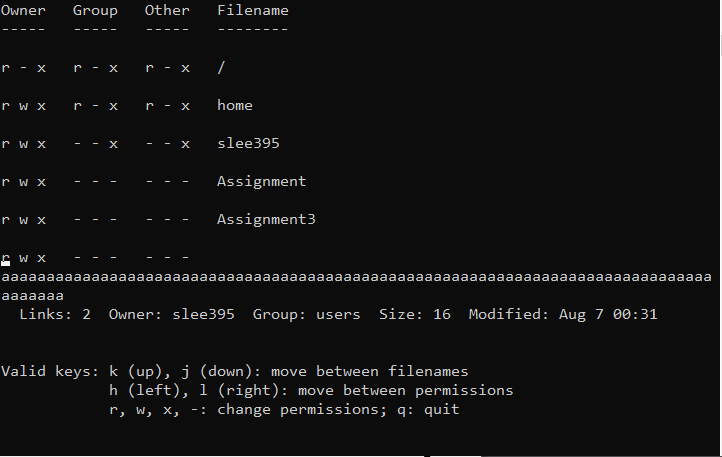 Owner Group Other Filename
----- ----- ----- --------
r - x r - x r - x /
r w x r - x r - x home
r w x - - x - - x slee395
r w x - - - - - - Assignment
r w x - - - - - - Assignment3
r w x - - - - - -
aaaaaaaaaaaaaaaaaaaaaaaaaaaaaaaaaaaaaaaaaaaaaaaaaaaaaaaaaaaaaaaaaaaaaaaaaaaaaaa
aaaaaaa
Links: 2 Owner: slee395 Group: users Size: 16 Modified: Aug 7 00:31
Valid keys: k (up), j (down): move between filenames
h (left), l (right): move between permissions
r, w, x, -: change permissions; q: quit